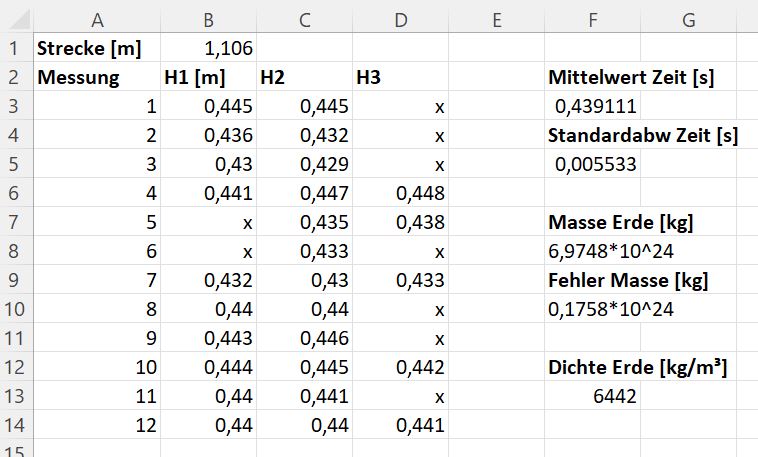 A B C D E F G
1 Strecke [m] 1,106
2 Messung H1 [m] H2 H3 Mittelwert Zeit [s]
3 1 0,445 0,445 x 0,439111
4 2 0,436 0,432 x Standardabw Zeit [s]
5 3 0,43 0,429 x 0,005533
6 4 0,441 0,447 0,448
7 5 x 0,435 0,438 Masse Erde [kg]
8 6 x 0,433 x 6,9748*10^24
9 7 0,432 0,43 0,433 Fehler Masse [kg]
10 8 0,44 0,44 x 0,1758*10^24
11 9 0,443 0,446 x
12 10 0,444 0,445 0,442 Dichte Erde [kg/m³]
13 11 0,44 0,441 x 6442
14 12 0,44 0,44 0,441
15